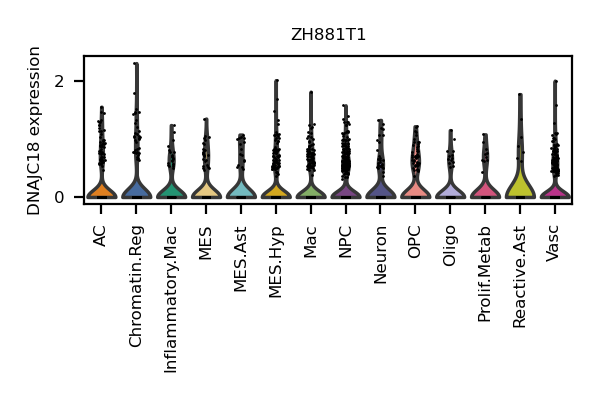 ZH881T1
DNAJC18 expression
2
0
AC
Chromatin.Reg
Inflammatory.Mac
MES
MES.Ast
MES.Hyp
Mac
NPC
Neuron
OPC
Oligo
Prolif.Metab
Reactive.Ast
Vasc